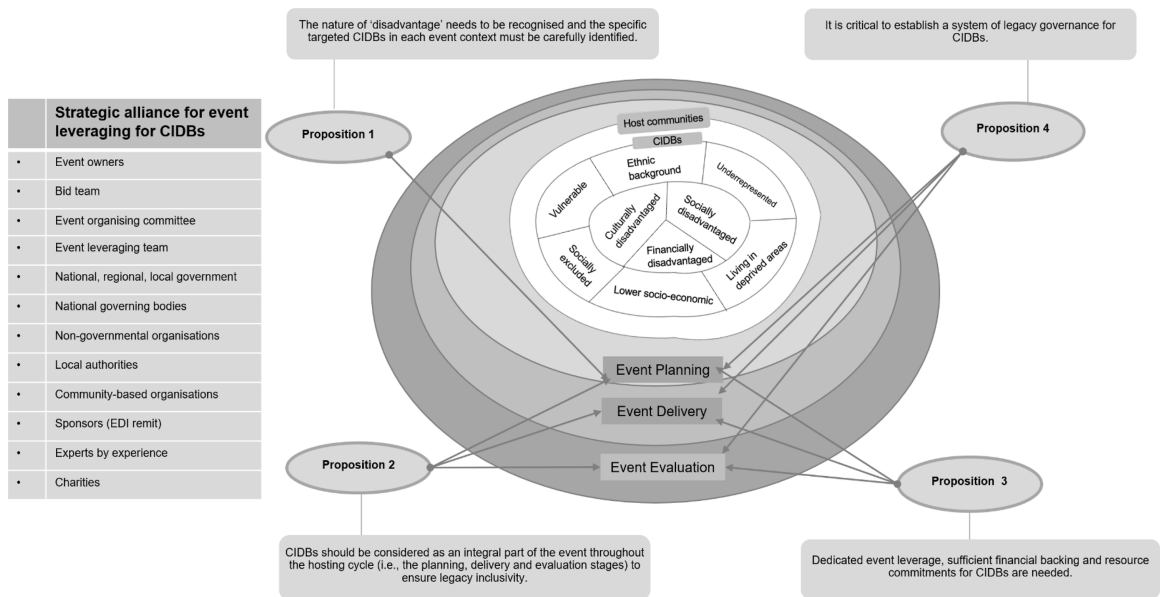 The nature of ‘disadvantage’ needs to be recognised and the specific
targeted CIDBs in each event context must be carefully identified.
It is critical to establish a system of legacy governance for
CIDBs.
Strategic alliance for event
leveraging for CIDBs
• Event owners
• Bid team
• Event organising committee
• Event leveraging team
• National, regional, local government
• National governing bodies
• Non-governmental organisations
• Local authorities
• Community-based organisations
• Sponsors (EDI remit)
• Experts by experience
• Charities
Proposition 1
Proposition 4
Host communities
CIDBs
Ethnic
background
Underrepresented
Vulnerable
Culturally
disadvantaged
Socially
disadvantaged
Socially
excluded
Financially
disadvantaged
Living in
deprived areas
Lower socio-economic
Event Planning
Event Delivery
Event Evaluation
Proposition 2
Proposition 3
CIDBs should be considered as an integral part of the event throughout
the hosting cycle (i.e., the planning, delivery and evaluation stages) to
ensure legacy inclusivity.
Dedicated event leverage, sufficient financial backing and resource
commitments for CIDBs are needed.